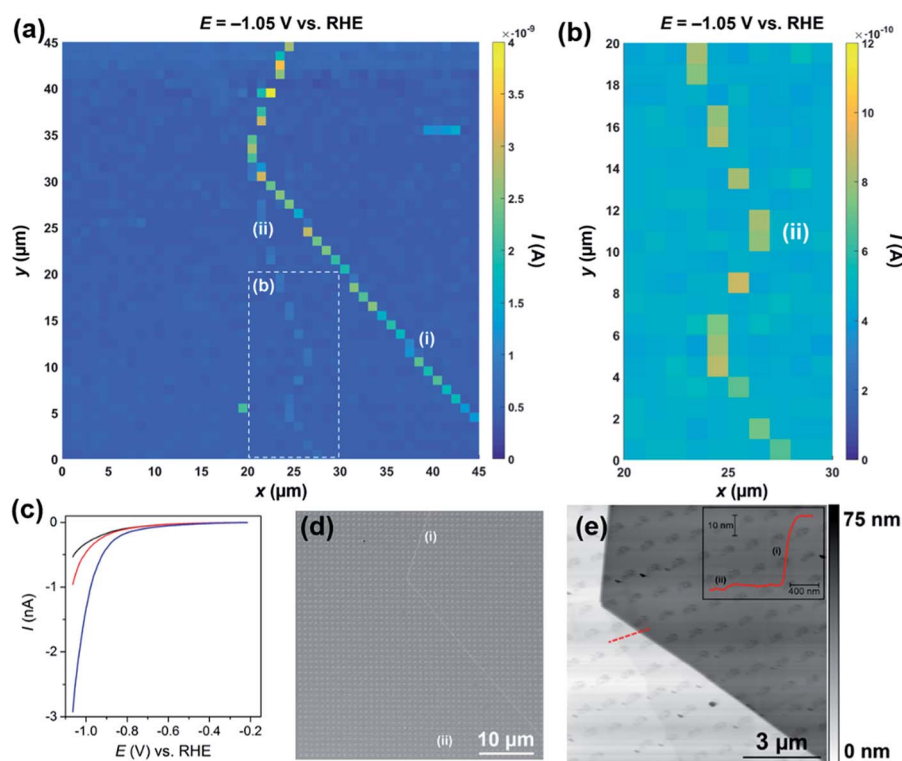 E = –1.05 V vs. RHE
(a)
×10⁻⁹
45
40
35
30
25
20
15
10
5
0
y (µm)
0 5 10 15 20 25 30 35 40 45
x (µm)
(ii)
(b)
(i)
4
3.5
3
2.5
2
1.5
1
0.5
0
I (A)
E = –1.05 V vs. RHE
(b)
×10⁻¹⁰
20
18
16
14
12
10
8
6
4
2
0
y (µm)
20 25 30
x (µm)
(ii)
12
10
8
6
4
2
0
I (A)
(c)
0
-1
-2
-3
I (nA)
-1.0 -0.8 -0.6 -0.4 -0.2
E (V) vs. RHE
(d)
(i)
(ii)
10 µm
(e)
10 nm
(i)
(ii)
400 nm
3 µm
75 nm
0 nm